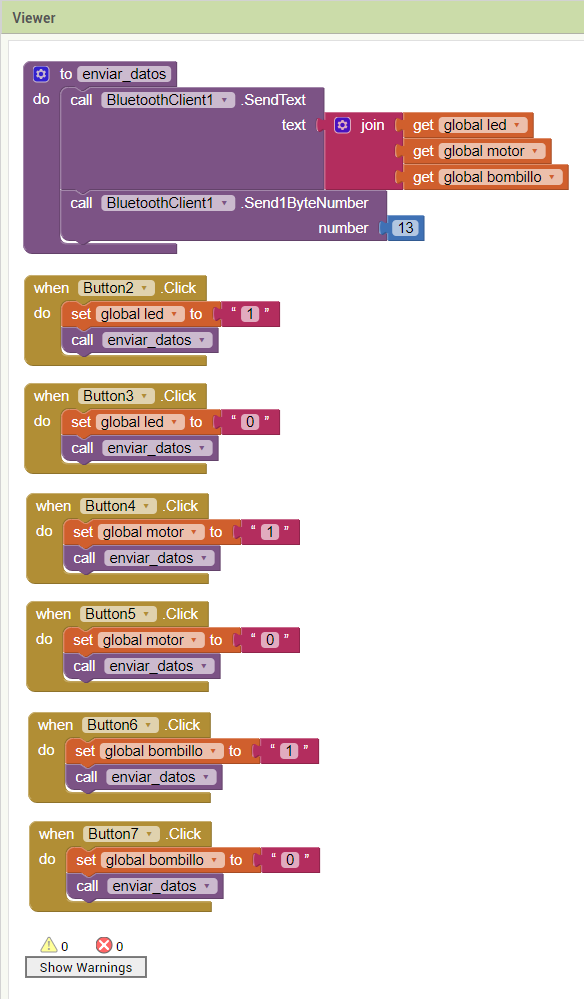 Viewer
to enviar_datos
do call BluetoothClient1 .SendText
text join get global led
get global motor
get global bombillo
call BluetoothClient1 .Send1ByteNumber
number 13
when Button2 .Click
do set global led to " 1 "
call enviar_datos
when Button3 .Click
do set global led to " 0 "
call enviar_datos
when Button4 .Click
do set global motor to " 1 "
call enviar_datos
when Button5 .Click
do set global motor to " 0 "
call enviar_datos
when Button6 .Click
do set global bombillo to " 1 "
call enviar_datos
when Button7 .Click
do set global bombillo to " 0 "
call enviar_datos
0 0
Show Warnings